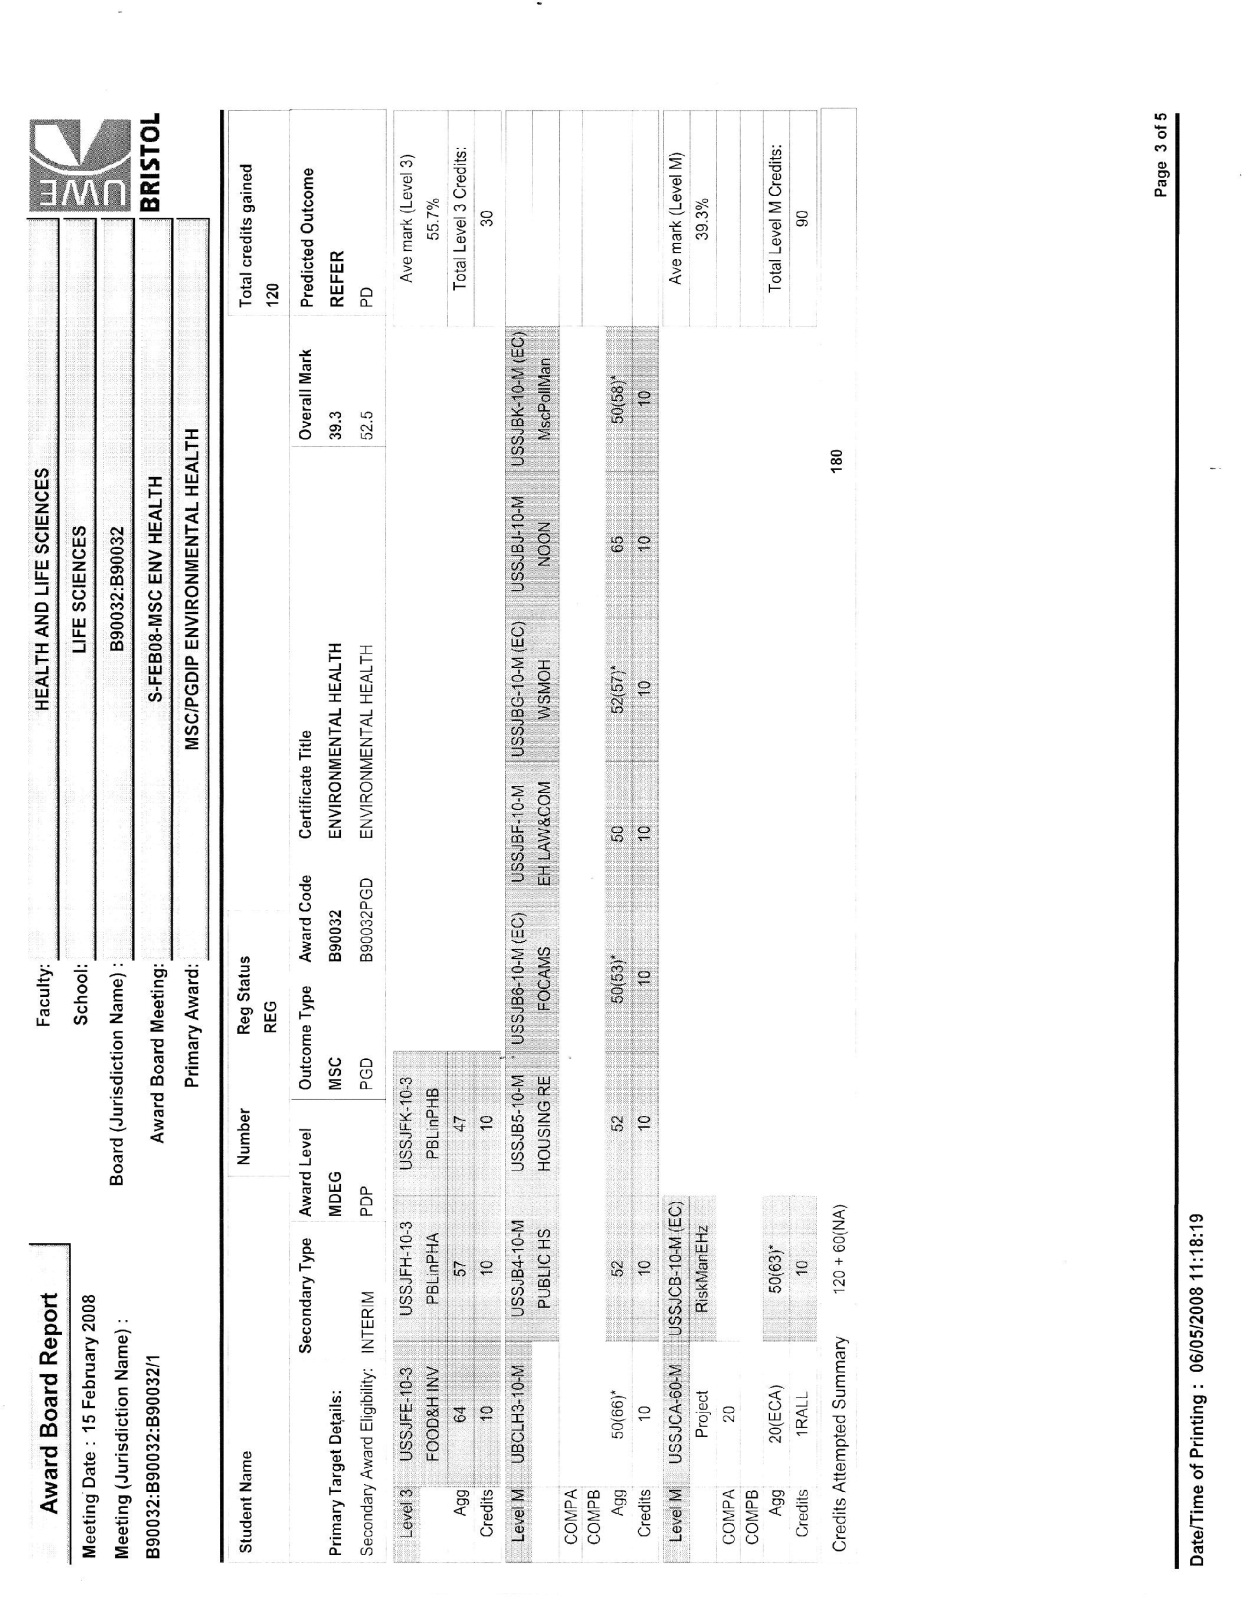 Award Board Report
Meeting Date : 15 February 2008
Meeting (Jurisdiction Name) :
B90032:B90032:B90032/1
Faculty: HEALTH AND LIFE SCIENCES
School: LIFE SCIENCES
Board (Jurisdiction Name) : B90032:B90032
Award Board Meeting: S-FEB08-MSC ENV HEALTH
Primary Award: MSC/PGDIP ENVIRONMENTAL HEALTH
UWE
BRISTOL
Student Name Number Reg Status Total credits gained
REG 120
Secondary Type Award Level Outcome Type Award Code Certificate Title Overall Mark Predicted Outcome
Primary Target Details: MDEG MSC B90032 ENVIRONMENTAL HEALTH 39.3 REFER
Secondary Award Eligibility: INTERIM PDP PGD B90032PGD ENVIRONMENTAL HEALTH 52.5 PD
Level 3 USSJFE-10-3 USSJFH-10-3 USSJFK-10-3 Ave mark (Level 3)
FOOD&H.INV PBLinPHA PBLinPHB 55.7%
Agg 64 57 47 Total Level 3 Credits:
Credits 10 10 10 30
Level M UBCLH3-10-M USSJB4-10-M USSJB5-10-M USSJB6-10-M (EC) USSJBF-10-M USSJBG-10-M (EC) USSJBJ-10-M USSJBK-10-M (EC)
PUBLIC HS HOUSING RE FOCAMS EH LAW&COM WSMOH NOON MscPollMan
COMPA
COMPB
Agg 50(66)* 52 52 50(53)* 50 52(57)* 65 50(58)*
Credits 10 10 10 10 10 10 10 10
Level M USSJCA-60-M USSJCB-10-M (EC) Ave mark (Level M)
Project RiskManEHz 39.3%
COMPA 20
COMPB
Agg 20(ECA) 50(63)* Total Level M Credits:
Credits 1RALL 10 90
Credits Attempted Summary 120 + 60(NA) 180
Date/Time of Printing : 06/05/2008 11:18:19 Page 3 of 5